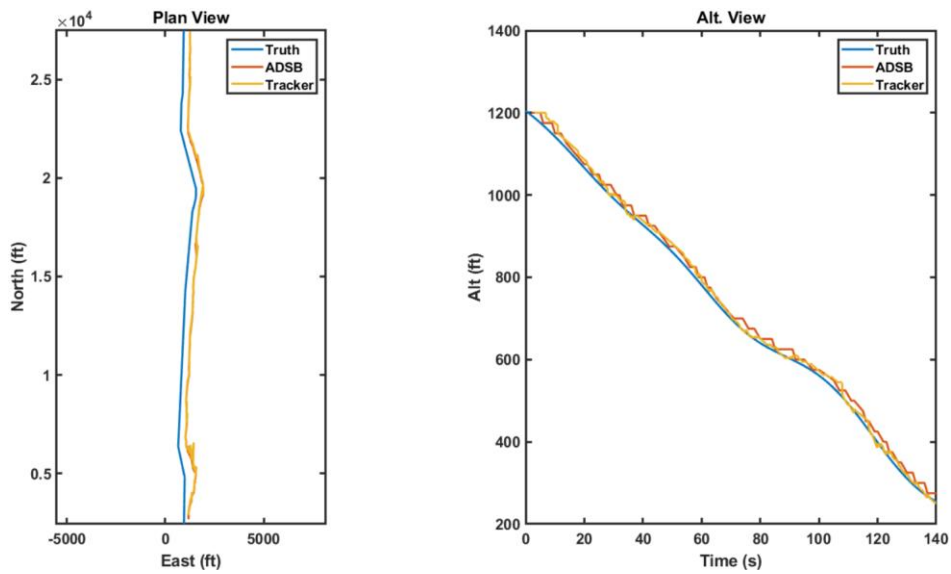 Plan View
×10⁴
Truth
ADSB
Tracker
2.5
2
1.5
1
0.5
North (ft)
-5000
0
5000
East (ft)
Alt. View
Truth
ADSB
Tracker
1400
1200
1000
800
600
400
200
Alt (ft)
0
20
40
60
80
100
120
140
Time (s)